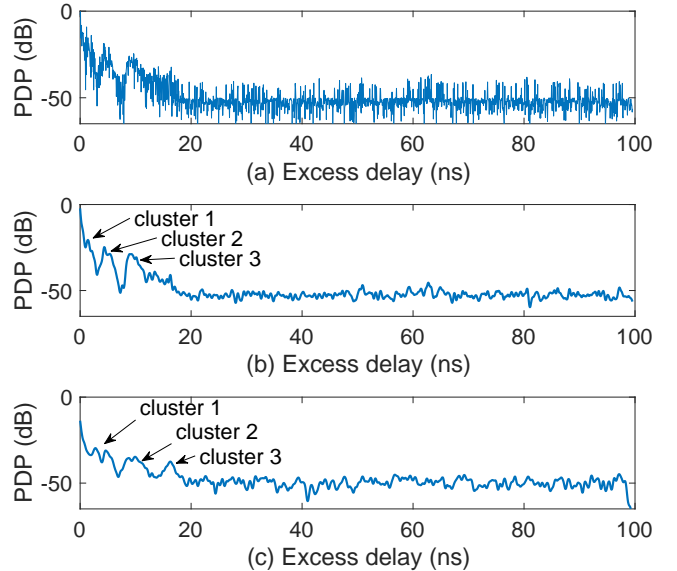 0
PDP (dB)
-50
0 20 40 60 80 100
(a) Excess delay (ns)
0
cluster 1
cluster 2
cluster 3
PDP (dB)
-50
0 20 40 60 80 100
(b) Excess delay (ns)
0
cluster 1
cluster 2
cluster 3
PDP (dB)
-50
0 20 40 60 80 100
(c) Excess delay (ns)